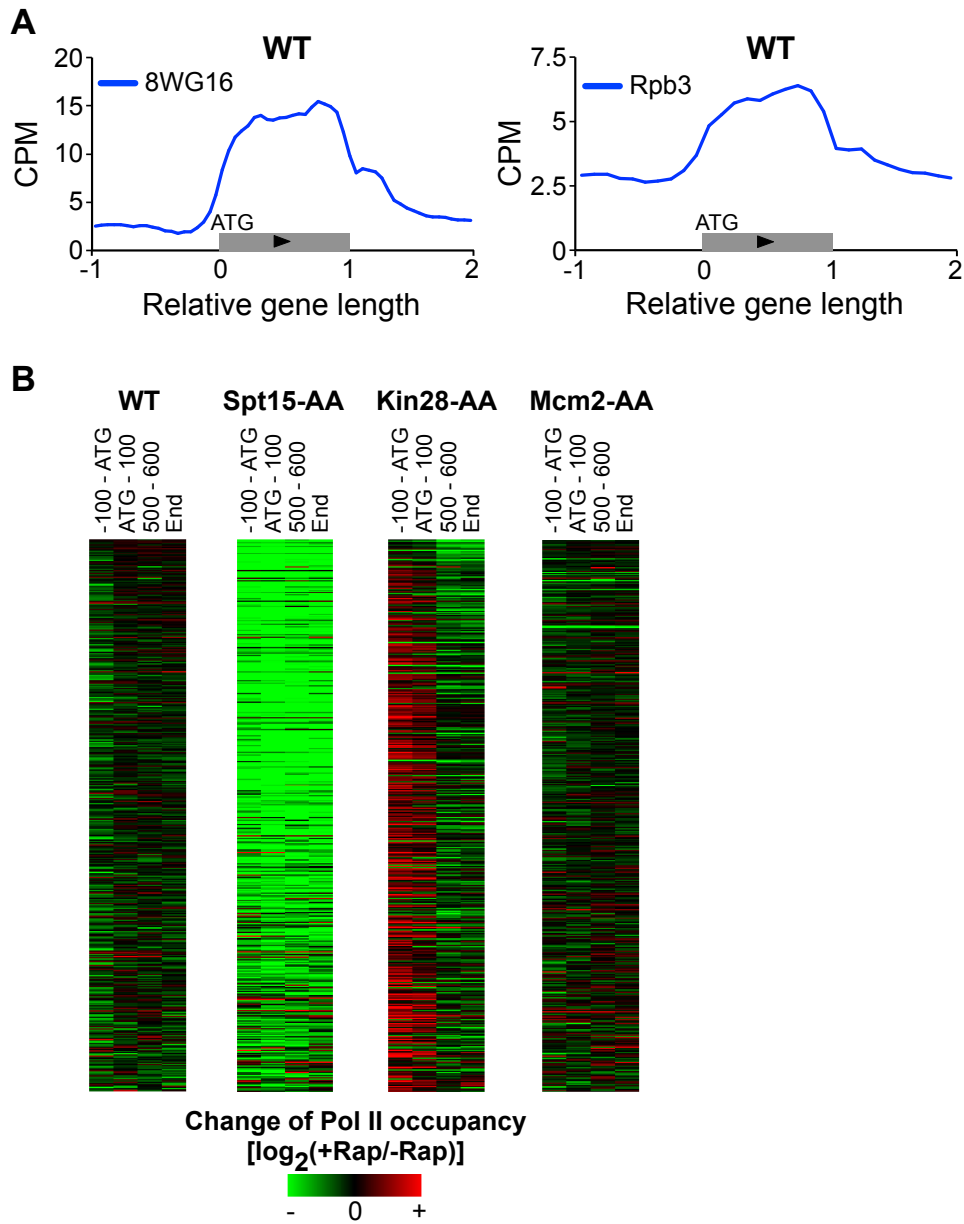 A
WT
20
15
10
5
0
CPM
8WG16
ATG
-1
0
1
2
Relative gene length
WT
7.5
5
2.5
0
CPM
Rpb3
ATG
-1
0
1
2
Relative gene length
B
WT
Spt15-AA
Kin28-AA
Mcm2-AA
-100 - ATG
ATG - 100
500 - 600
End
-100 - ATG
ATG - 100
500 - 600
End
-100 - ATG
ATG - 100
500 - 600
End
-100 - ATG
ATG - 100
500 - 600
End
Change of Pol II occupancy
[log2(+Rap/-Rap)]
- 0 +